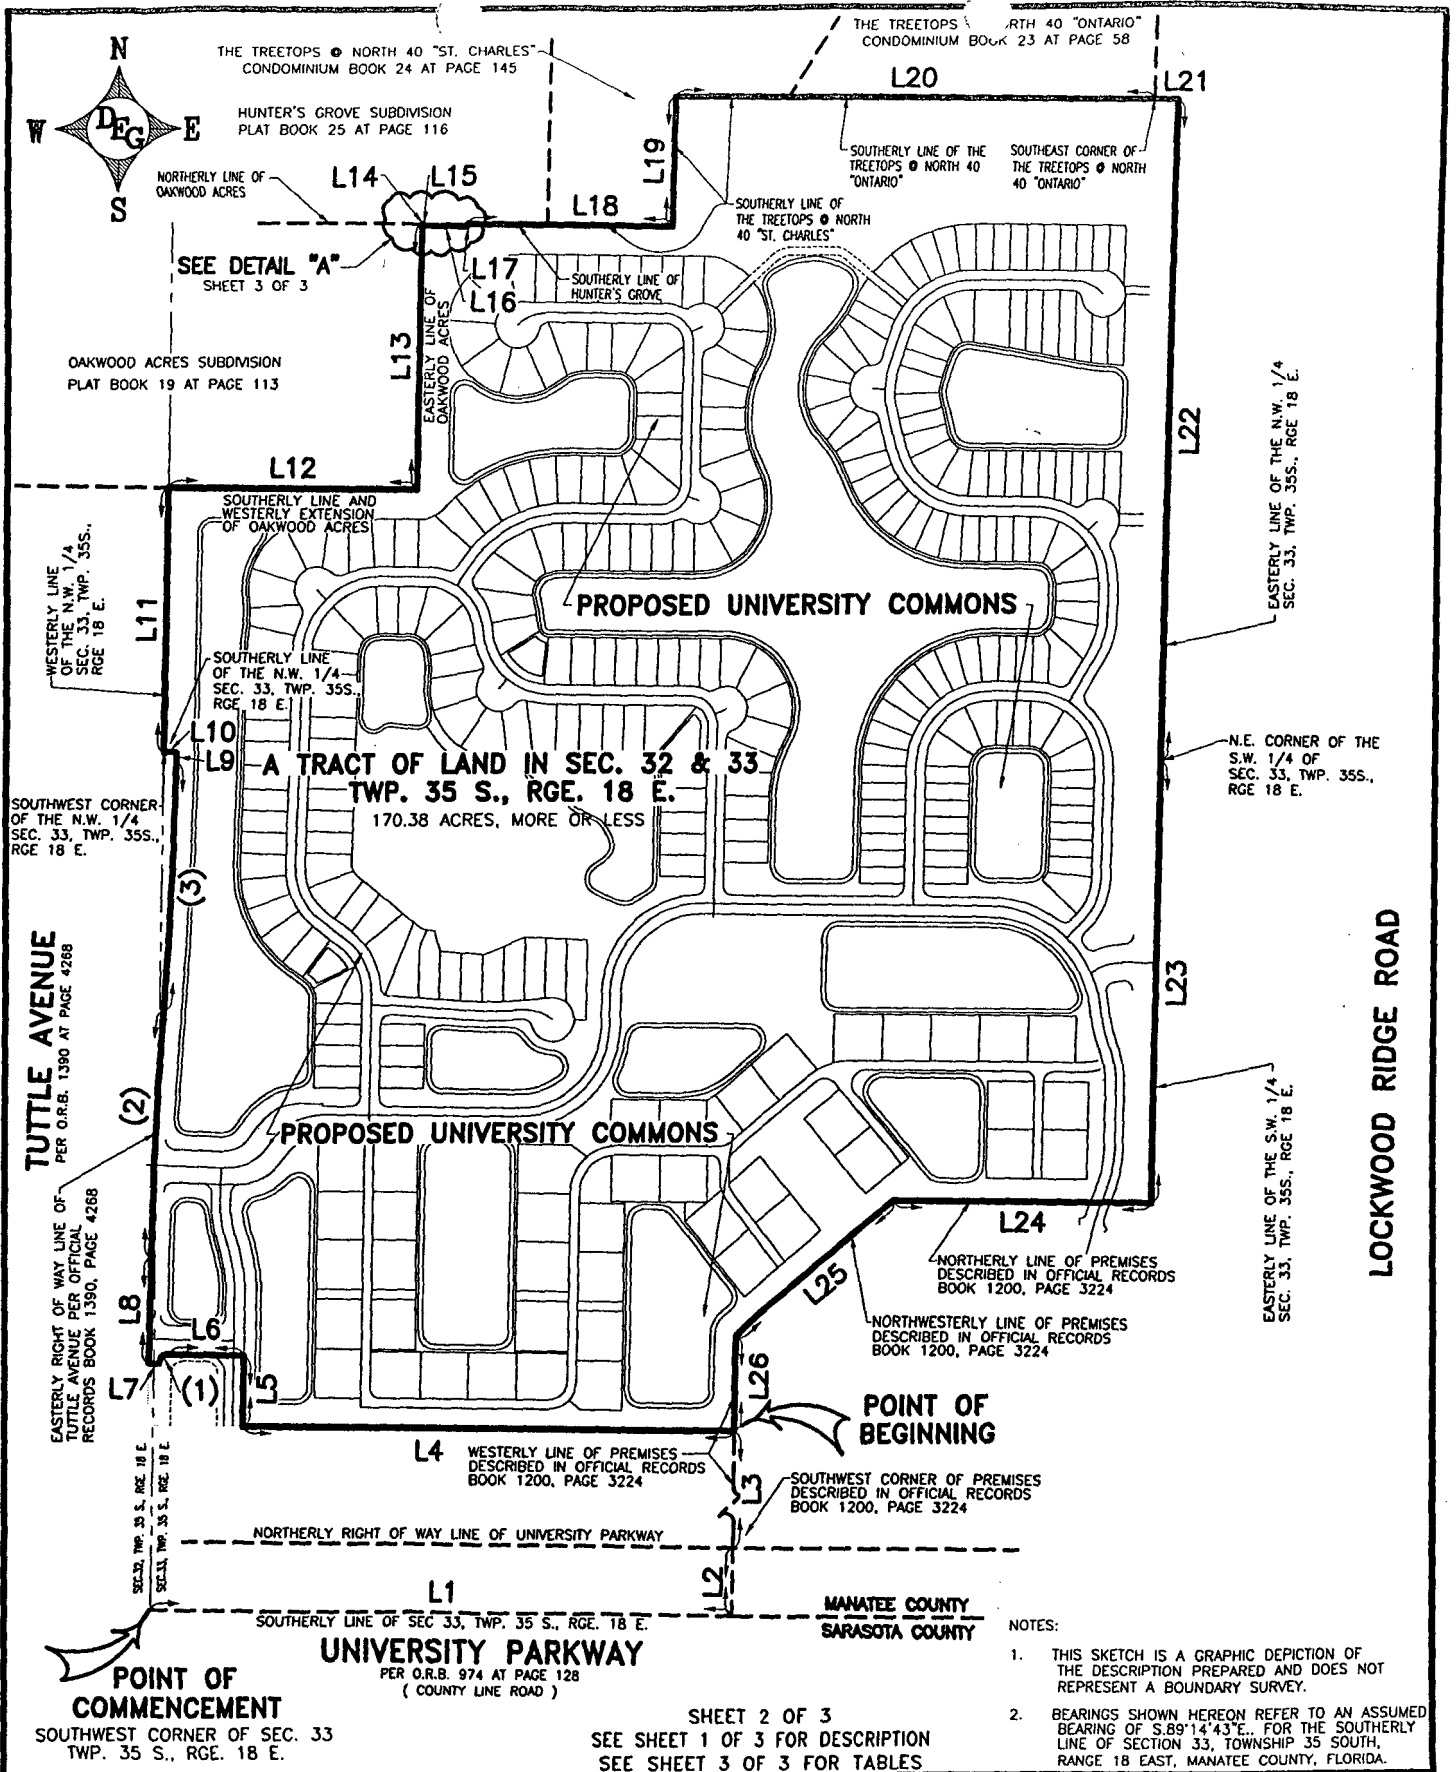 THE TREETOPS @ NORTH 40 "ST. CHARLES"
CONDOMINIUM BOOK 24 AT PAGE 145
THE TREETOPS RTH 40 "ONTARIO"
CONDOMINIUM BOOK 23 AT PAGE 58
N
W
DEG
E
S
HUNTER'S GROVE SUBDIVISION
PLAT BOOK 25 AT PAGE 116
L20
L21
NORTHERLY LINE OF
OAKWOOD ACRES
L14
L15
L18
L19
SOUTHERLY LINE OF THE
TREETOPS @ NORTH 40
"ONTARIO"
SOUTHEAST CORNER OF
THE TREETOPS @ NORTH
40 "ONTARIO"
SOUTHERLY LINE OF
THE TREETOPS @ NORTH
40 "ST. CHARLES"
SEE DETAIL "A"
SHEET 3 OF 3
L17
L16
SOUTHERLY LINE OF
HUNTER'S GROVE
L13
EASTERLY LINE OF
OAKWOOD ACRES
OAKWOOD ACRES SUBDIVISION
PLAT BOOK 19 AT PAGE 113
L22
EASTERLY LINE OF THE N.W. 1/4
SEC. 33, TWP. 35S., RGE 18 E.
L12
SOUTHERLY LINE AND
WESTERLY EXTENSION
OF OAKWOOD ACRES
WESTERLY LINE
OF THE N.W. 1/4
SEC. 33, TWP. 35S.,
RGE 18 E.
L11
PROPOSED UNIVERSITY COMMONS
SOUTHERLY LINE
OF THE N.W. 1/4
SEC. 33, TWP. 35S.,
RGE 18 E.
L10
L9
A TRACT OF LAND IN SEC. 32 & 33
TWP. 35 S., RGE. 18 E.
170.38 ACRES, MORE OR LESS
N.E. CORNER OF THE
S.W. 1/4 OF
SEC. 33, TWP. 35S.,
RGE 18 E.
SOUTHWEST CORNER
OF THE N.W. 1/4
SEC. 33, TWP. 35S.,
RGE 18 E.
(3)
TUTTLE AVENUE
PER O.R.B. 1390 AT PAGE 4268
L23
LOCKWOOD RIDGE ROAD
(2)
EASTERLY LINE OF THE S.W. 1/4
SEC. 33, TWP. 35S., RGE 18 E.
PROPOSED UNIVERSITY COMMONS
EASTERLY RIGHT OF WAY LINE OF
TUTTLE AVENUE PER OFFICIAL
RECORDS BOOK 1390, PAGE 4268
L24
NORTHERLY LINE OF PREMISES
DESCRIBED IN OFFICIAL RECORDS
BOOK 1200, PAGE 3224
L25
NORTHWESTERLY LINE OF PREMISES
DESCRIBED IN OFFICIAL RECORDS
BOOK 1200, PAGE 3224
L8
L6
L7
(1)
L5
L26
POINT OF
BEGINNING
L4
WESTERLY LINE OF PREMISES
DESCRIBED IN OFFICIAL RECORDS
BOOK 1200, PAGE 3224
L3
SOUTHWEST CORNER OF PREMISES
DESCRIBED IN OFFICIAL RECORDS
BOOK 1200, PAGE 3224
SEC.32, TWP. 35 S., RGE. 18 E.
SEC.33, TWP. 35 S., RGE. 18 E.
NORTHERLY RIGHT OF WAY LINE OF UNIVERSITY PARKWAY
L2
L1
SOUTHERLY LINE OF SEC 33, TWP. 35 S., RGE. 18 E.
MANATEE COUNTY
SARASOTA COUNTY
UNIVERSITY PARKWAY
PER O.R.B. 974 AT PAGE 128
( COUNTY LINE ROAD )
POINT OF
COMMENCEMENT
SOUTHWEST CORNER OF SEC. 33
TWP. 35 S., RGE. 18 E.
SHEET 2 OF 3
SEE SHEET 1 OF 3 FOR DESCRIPTION
SEE SHEET 3 OF 3 FOR TABLES
NOTES:
1. THIS SKETCH IS A GRAPHIC DEPICTION OF
THE DESCRIPTION PREPARED AND DOES NOT
REPRESENT A BOUNDARY SURVEY.
2. BEARINGS SHOWN HEREON REFER TO AN ASSUMED
BEARING OF S.89°14'43"E., FOR THE SOUTHERLY
LINE OF SECTION 33, TOWNSHIP 35 SOUTH,
RANGE 18 EAST, MANATEE COUNTY, FLORIDA.